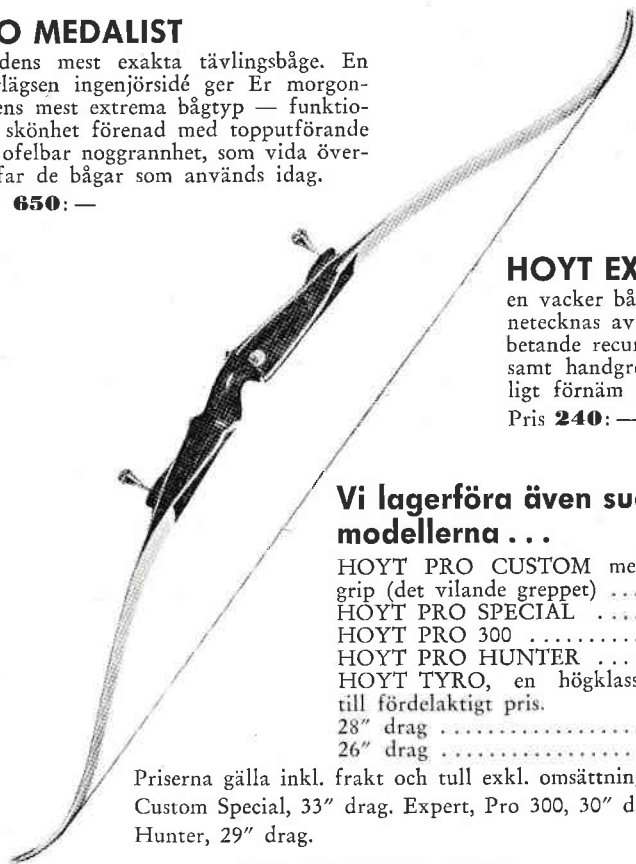 O MEDALIST
dens mest exakta tävlingsbåge. En
lägsen ingenjörsidé ger Er morgon-
ens mest extrema bågtyp — funktio-
skönhet förenad med topputförande
ofelbar noggrannhet, som vida över-
far de bågar som används idag.
650: —
HOYT EX
en vacker bå
netecknas av
betande recur
samt handgre
ligt förnäm
Pris 240: —
Vi lagerföra även su
modellerna . . .
HOYT PRO CUSTOM me
grip (det vilande greppet) . . .
HOYT PRO SPECIAL . . . .
HOYT PRO 300 . . . . . . . . .
HOYT PRO HUNTER . . . .
HOYT TYRO, en högklass
till fördelaktigt pris.
28″ drag . . . . . . . . . . . . . . . . .
26″ drag . . . . . . . . . . . . . . . . .
Priserna gälla inkl. frakt och tull exkl. omsättning
Custom Special, 33″ drag. Expert, Pro 300, 30″ d
Hunter, 29″ drag.